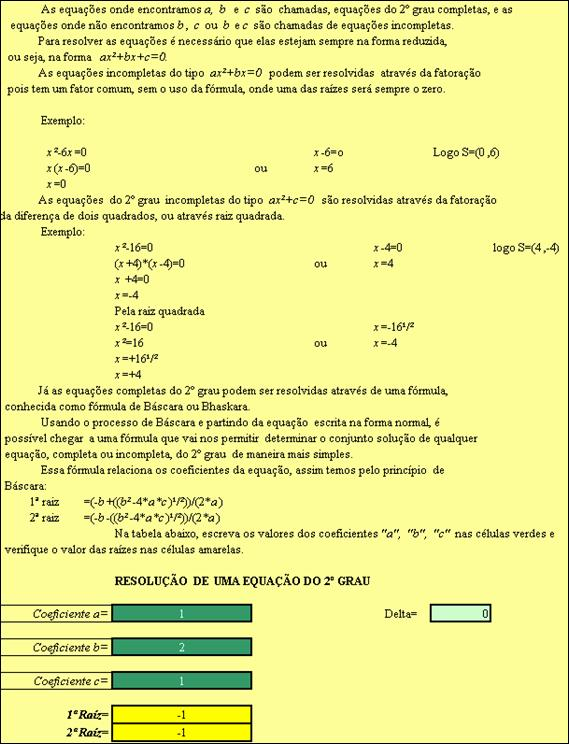 As equações onde encontramos a, b e c são chamadas, equações do 2º grau completas, e as
equações onde não encontramos b , c ou b e c são chamadas de equações incompletas.
Para resolver as equações é necessário que elas estejam sempre na forma reduzida,
ou seja, na forma ax²+bx+c=0.
As equações incompletas do tipo ax²+bx=0 podem ser resolvidas através da fatoração
pois tem um fator comum, sem o uso da fórmula, onde uma das raízes será sempre o zero.
Exemplo:
x²-6x=0 x-6=o Logo S=(0,6)
x(x-6)=0 ou x=6
x=0
As equações do 2º grau incompletas do tipo ax²+c=0 são resolvidas através da fatoração
da diferença de dois quadrados, ou através raiz quadrada.
Exemplo:
x²-16=0 x-4=0 logo S=(4,-4)
(x+4)*(x-4)=0 ou x=4
x +4=0
x=-4
Pela raiz quadrada
x²-16=0 x=-16¹/²
x²=16 ou x=-4
x=+16¹/²
x=+4
Já as equações completas do 2º grau podem ser resolvidas através de uma fórmula,
conhecida como fórmula de Báscara ou Bhaskara.
Usando o processo de Báscara e partindo da equação escrita na forma normal, é
possível chegar a uma fórmula que vai nos permitir determinar o conjunto solução de qualquer
equação, completa ou incompleta, do 2º grau de maneira mais simples.
Essa fórmula relaciona os coeficientes da equação, assim temos pelo princípio de
Báscara:
1ª raiz =(-b+((b²-4*a*c)¹/²))/(2*a)
2ª raiz =(-b-((b²-4*a*c)¹/²))/(2*a)
Na tabela abaixo, escreva os valores dos coeficientes "a", "b", "c" nas células verdes e
verifique o valor das raízes nas células amarelas.
RESOLUÇÃO DE UMA EQUAÇÃO DO 2º GRAU
Coeficiente a= 1 Delta= 0
Coeficiente b= 2
Coeficiente c= 1
1ª Raíz= -1
2ª Raíz= -1